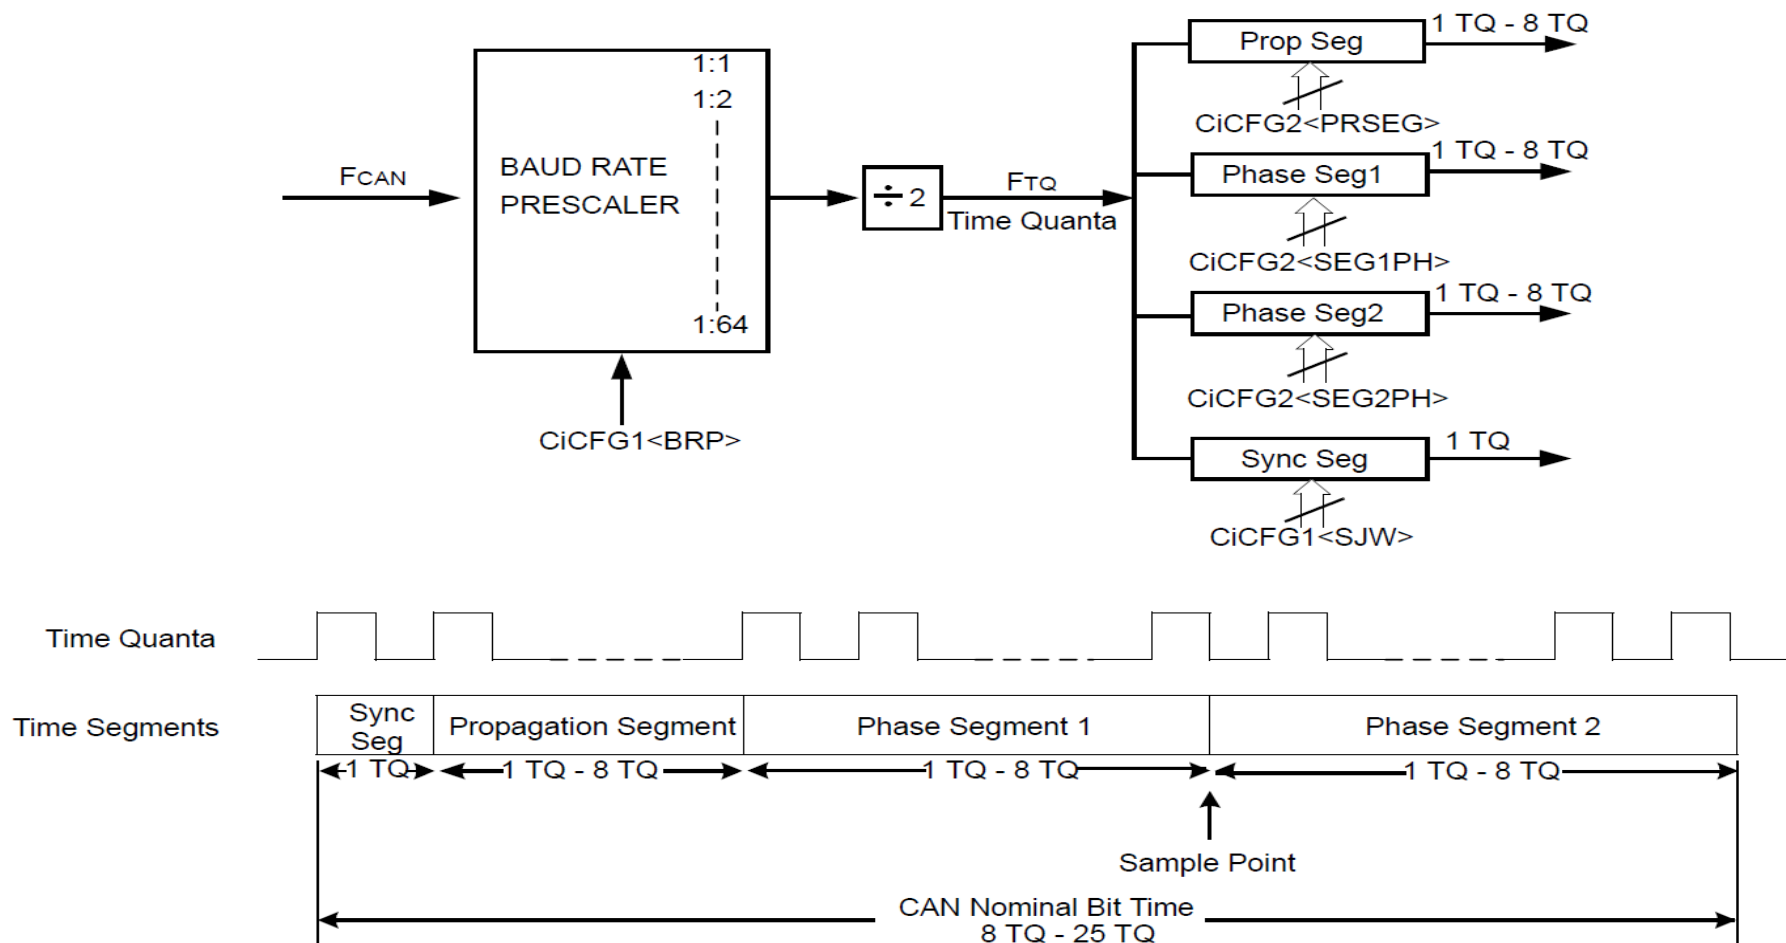 1:1
1:2
1:64
BAUD RATE
PRESCALER
FCAN
CiCFG1<BRP>
÷ 2
FTQ
Time Quanta
Prop Seg
1 TQ - 8 TQ
CiCFG2<PRSEG>
Phase Seg1
1 TQ - 8 TQ
CiCFG2<SEG1PH>
Phase Seg2
1 TQ - 8 TQ
CiCFG2<SEG2PH>
Sync Seg
1 TQ
CiCFG1<SJW>
Time Quanta
Time Segments
Sync
Seg
Propagation Segment
Phase Segment 1
Phase Segment 2
1 TQ
1 TQ - 8 TQ
1 TQ - 8 TQ
1 TQ - 8 TQ
Sample Point
CAN Nominal Bit Time
8 TQ - 25 TQ